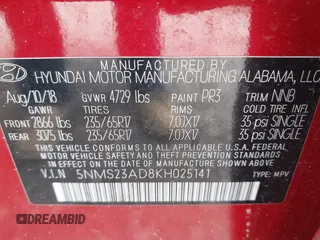 MANUFACTURED BY
HYUNDAI MOTOR MANUFACTURING ALABAMA, LLC
Aug/10/18 GVWR 4729 lbs PAINT PR3 TRIM NNB
GAWR TIRES RIMS COLD TIRE INF.
FRONT 2866 lbs 235/65R17 7.0JX17 35 psi SINGLE
REAR 3075 lbs 235/65R17 7.0JX17 35 psi SINGLE
THIS VEHICLE CONFORMS TO ALL APPLICABLE U.S. FEDERAL MOTOR VEHICLE
SAFETY, BUMPER, AND THEFT PREVENTION STANDARDS
IN EFFECT ON THE DATE OF MANUFACTURE SHOWN ABOVE.
V.I.N 5NMS23AD8KH025141 TYPE: MPV
DREAMBID